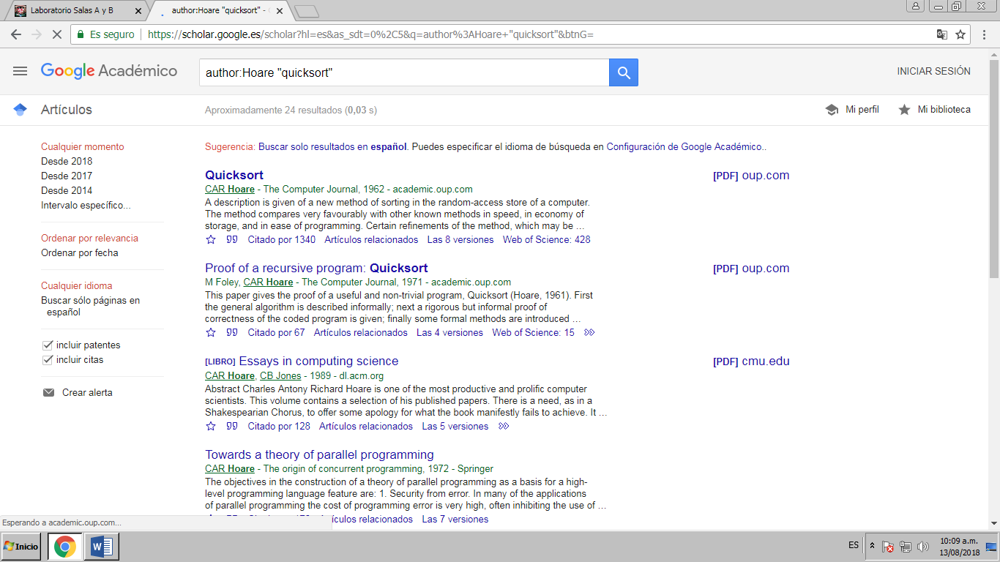 Laboratorio Salas A y B
author:Hoare "quicksort" -
Es seguro https://scholar.google.es/scholar?hl=es&as_sdt=0%2C5&q=author%3AHoare+"quicksort"&btnG=
Google Académico
author:Hoare "quicksort"
INICIAR SESIÓN
Artículos
Aproximadamente 24 resultados (0,03 s)
Mi perfil
Mi biblioteca
Cualquier momento
Desde 2018
Desde 2017
Desde 2014
Intervalo específico...
Ordenar por relevancia
Ordenar por fecha
Cualquier idioma
Buscar sólo páginas en
español
incluir patentes
incluir citas
Crear alerta
Sugerencia: Buscar solo resultados en español. Puedes especificar el idioma de búsqueda en Configuración de Google Académico..
Quicksort
[PDF] oup.com
CAR Hoare - The Computer Journal, 1962 - academic.oup.com
A description is given of a new method of sorting in the random-access store of a computer.
The method compares very favourably with other known methods in speed, in economy of
storage, and in ease of programming. Certain refinements of the method, which may be ...
Citado por 1340 Artículos relacionados Las 8 versiones Web of Science: 428
Proof of a recursive program: Quicksort
[PDF] oup.com
M Foley, CAR Hoare - The Computer Journal, 1971 - academic.oup.com
This paper gives the proof of a useful and non-trivial program, Quicksort (Hoare, 1961). First
the general algorithm is described informally; next a rigorous but informal proof of
correctness of the coded program is given; finally some formal methods are introduced ...
Citado por 67 Artículos relacionados Las 4 versiones Web of Science: 15
[LIBRO] Essays in computing science
[PDF] cmu.edu
CAR Hoare, CB Jones - 1989 - dl.acm.org
Abstract Charles Antony Richard Hoare is one of the most productive and prolific computer
scientists. This volume contains a selection of his published papers. There is a need, as in a
Shakespearian Chorus, to offer some apology for what the book manifestly fails to achieve. It ...
Citado por 128 Artículos relacionados Las 5 versiones
Towards a theory of parallel programming
CAR Hoare - The origin of concurrent programming, 1972 - Springer
The objectives in the construction of a theory of parallel programming as a basis for a high-
level programming language feature are: 1. Security from error. In many of the applications
of parallel programming the cost of programming error is very high, often inhibiting the use of ...
ículos relacionados Las 7 versiones
Esperando a academic.oup.com...
Inicio
ES
10:09 a.m.
13/08/2018